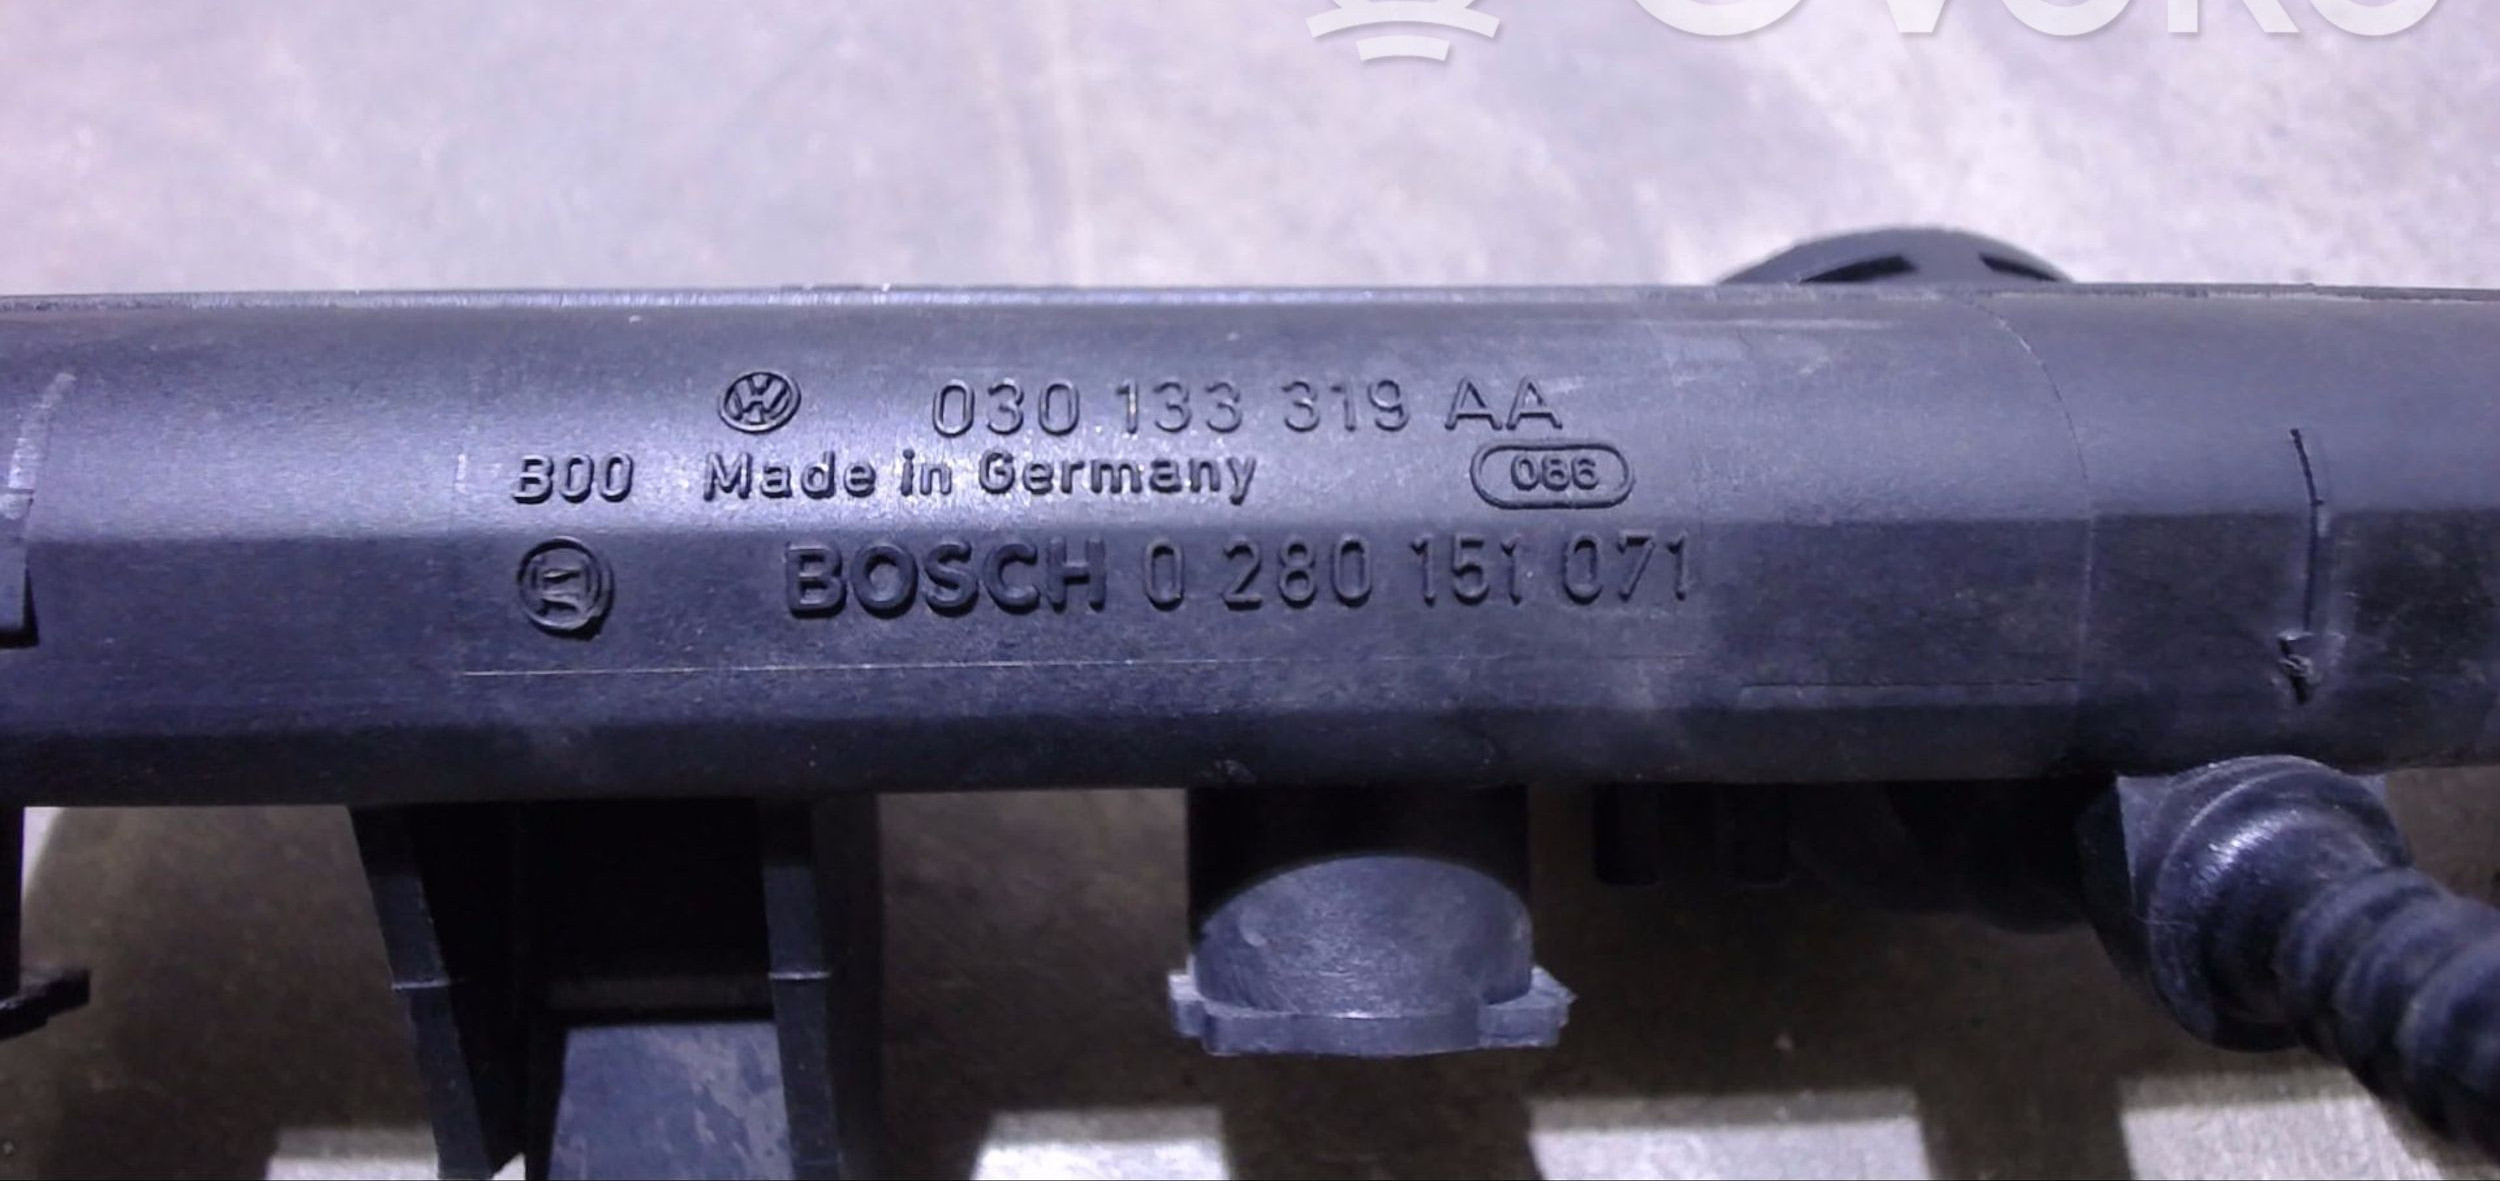 030 133 319 AA
B00 Made in Germany 086
BOSCH 0 280 151 071